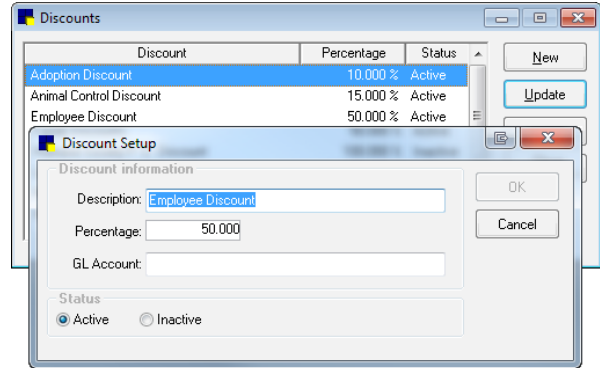 Discounts
Discount Percentage Status
Adoption Discount 10.000 % Active
Animal Control Discount 15.000 % Active
Employee Discount 50.000 % Active
New
Update
Discount Setup
Discount information
Description: Employee Discount
Percentage: 50.000
GL Account:
Status
Active Inactive
OK
Cancel